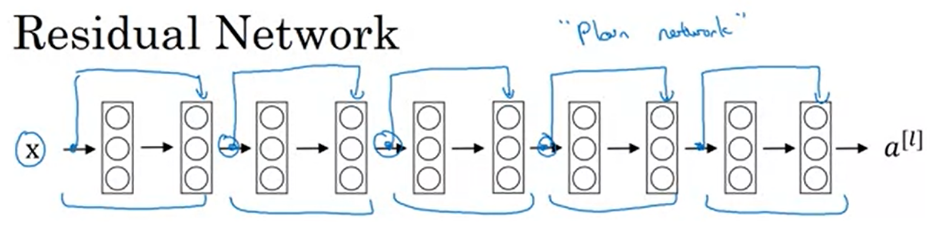 Residual Network
"Plain network"
x
a[l]